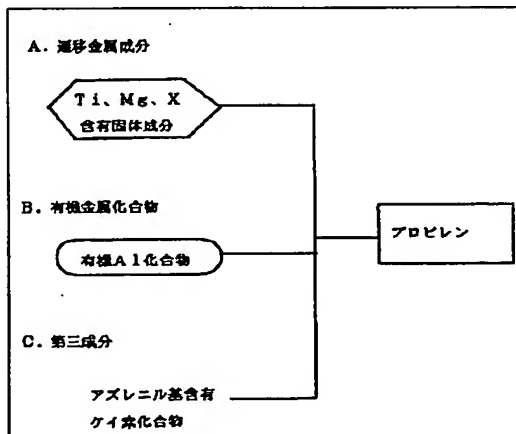 A．遷移金属成分
Ti、Mg、X
含有固体成分
B．有機金属化合物
有機Al化合物
プロピレン
C．第三成分
アズレニル基含有
ケイ素化合物